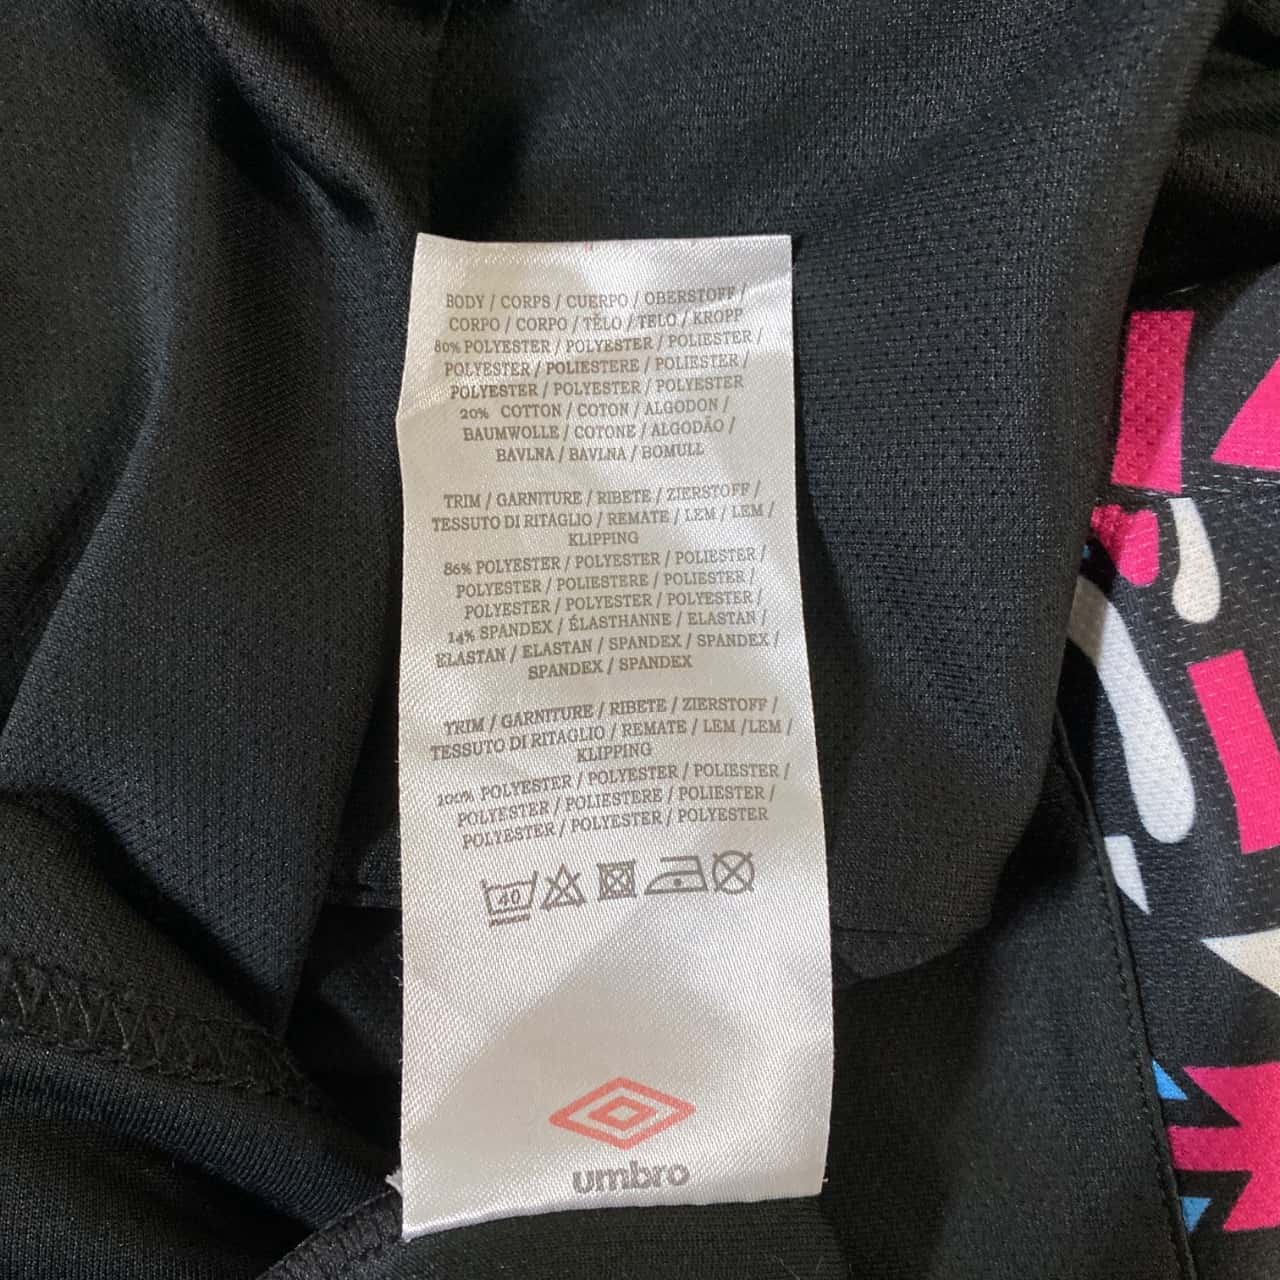 BODY / CORPS / CUERPO / OBERSTOFF /
CORPO / CORPO / TĚLO / TELO / KROPP
80% POLYESTER / POLYESTER / POLIESTER /
POLYESTER / POLIESTERE / POLIESTER /
POLYESTER / POLYESTER / POLYESTER
20% COTTON / COTON / ALGODON /
BAUMWOLLE / COTONE / ALGODÃO /
BAVLNA / BAVLNA / BOMULL
TRIM / GARNITURE / RIBETE / ZIERSTOFF /
TESSUTO DI RITAGLIO / REMATE / LEM / LEM /
KLIPPING
86% POLYESTER / POLYESTER / POLIESTER /
POLYESTER / POLIESTERE / POLIESTER /
POLYESTER / POLYESTER / POLYESTER /
14% SPANDEX / ÉLASTHANNE / ELASTAN /
ELASTAN / ELASTAN / SPANDEX / SPANDEX /
SPANDEX / SPANDEX
TRIM / GARNITURE / RIBETE / ZIERSTOFF /
TESSUTO DI RITAGLIO / REMATE / LEM /LEM /
KLIPPING
100% POLYESTER / POLYESTER / POLIESTER /
POLYESTER / POLIESTERE / POLIESTER /
POLYESTER / POLYESTER / POLYESTER
40
umbro